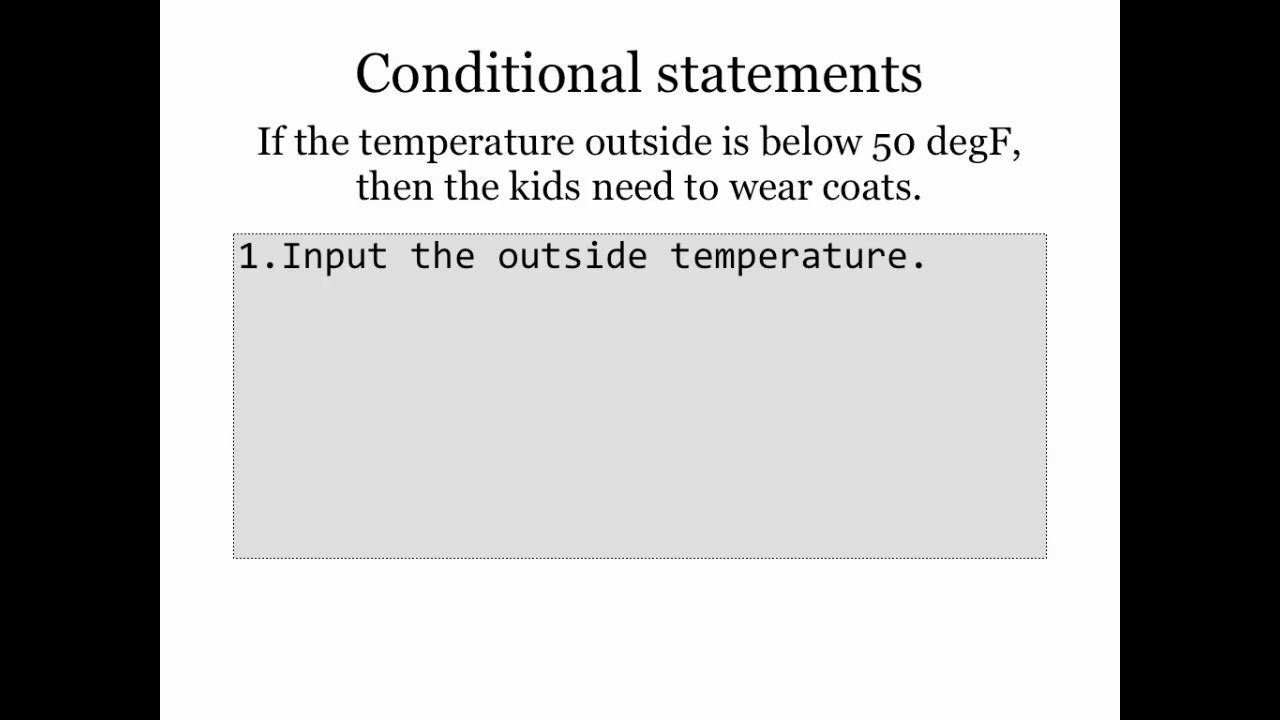 Conditional statements
If the temperature outside is below 50 degF,
then the kids need to wear coats.
1.Input the outside temperature.